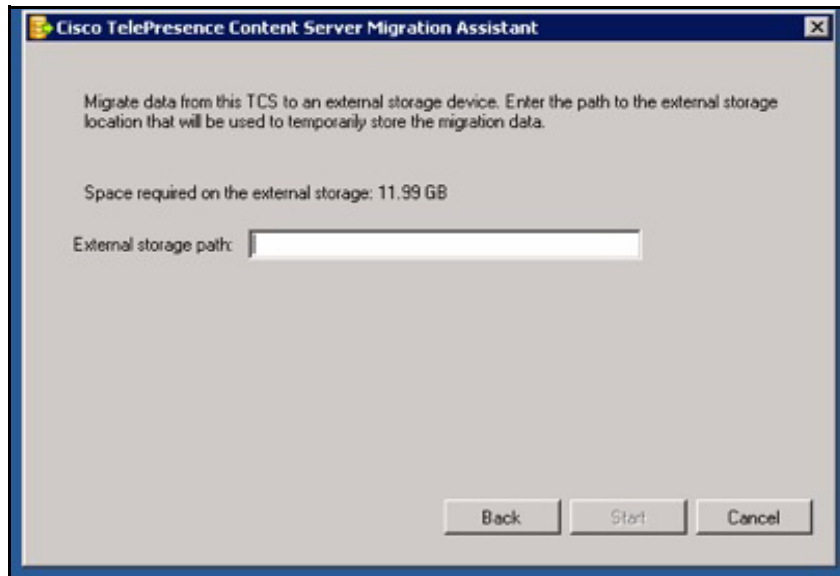 Cisco TelePresence Content Server Migration Assistant
Migrate data from this TCS to an external storage device. Enter the path to the external storage
location that will be used to temporarily store the migration data.
Space required on the external storage: 11.99 GB
External storage path:
Back
Start
Cancel